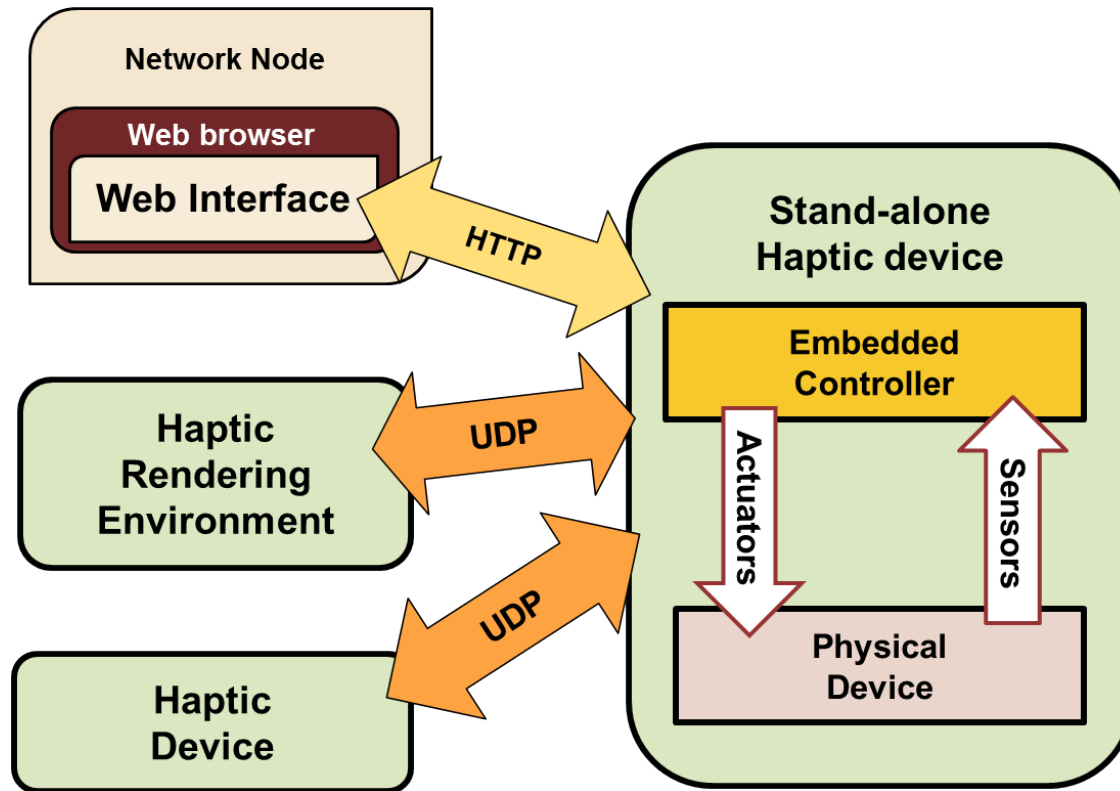 Network Node
Web browser
Web Interface
HTTP
Stand-alone
Haptic device
Embedded
Controller
Actuators
Sensors
Physical
Device
Haptic
Rendering
Environment
UDP
Haptic
Device
UDP